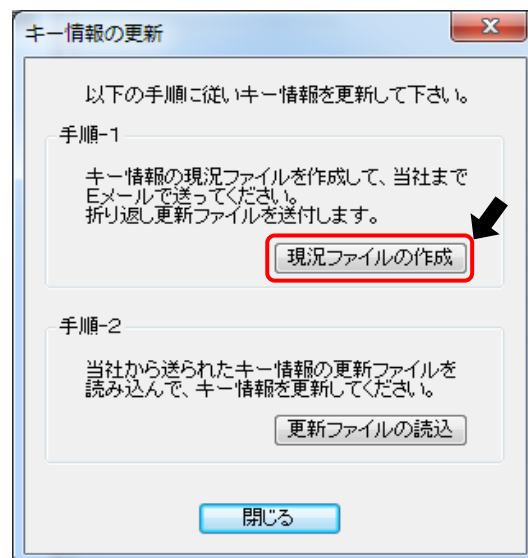 キー情報の更新
以下の手順に従いキー情報を更新して下さい。
手順-1
キー情報の現況ファイルを作成して、当社まで
Eメールで送ってください。
折り返し更新ファイルを送付します。
現況ファイルの作成
手順-2
当社から送られたキー情報の更新ファイルを
読み込んで、キー情報を更新してください。
更新ファイルの読込
閉じる